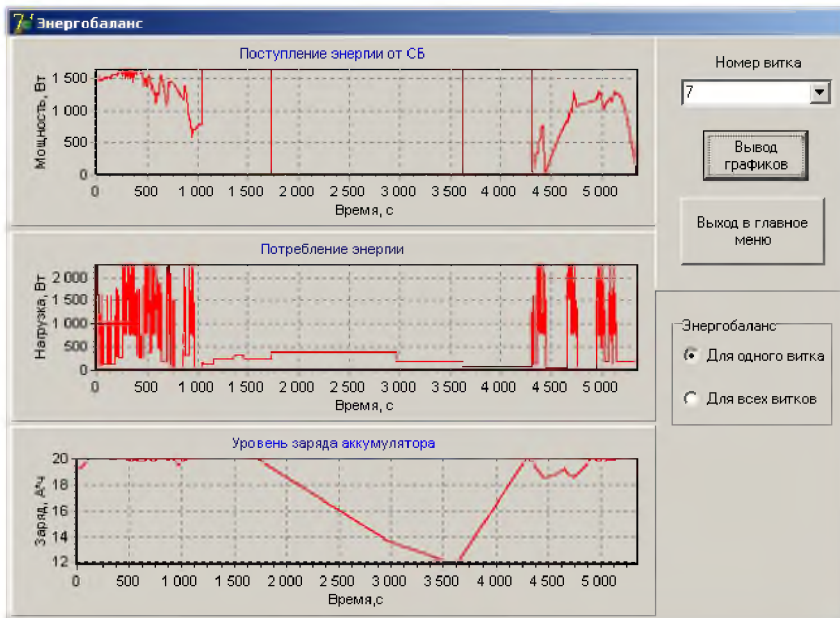 Энергобаланс
Поступление энергии от СБ
Мощность, Вт
1 500
1 000
500
0
0 500 1 000 1 500 2 000 2 500 3 000 3 500 4 000 4 500 5 000
Время, с
Потребление энергии
Нагрузка, Вт
2 000
1 500
1 000
500
0
0 500 1 000 1 500 2 000 2 500 3 000 3 500 4 000 4 500 5 000
Время, с
Уровень заряда аккумулятора
Заряд, А*ч
20
18
16
14
12
0 500 1 000 1 500 2 000 2 500 3 000 3 500 4 000 4 500 5 000
Время,с
Номер витка
7
Вывод
графиков
Выход в главное
меню
Энергобаланс
Для одного витка
Для всех витков